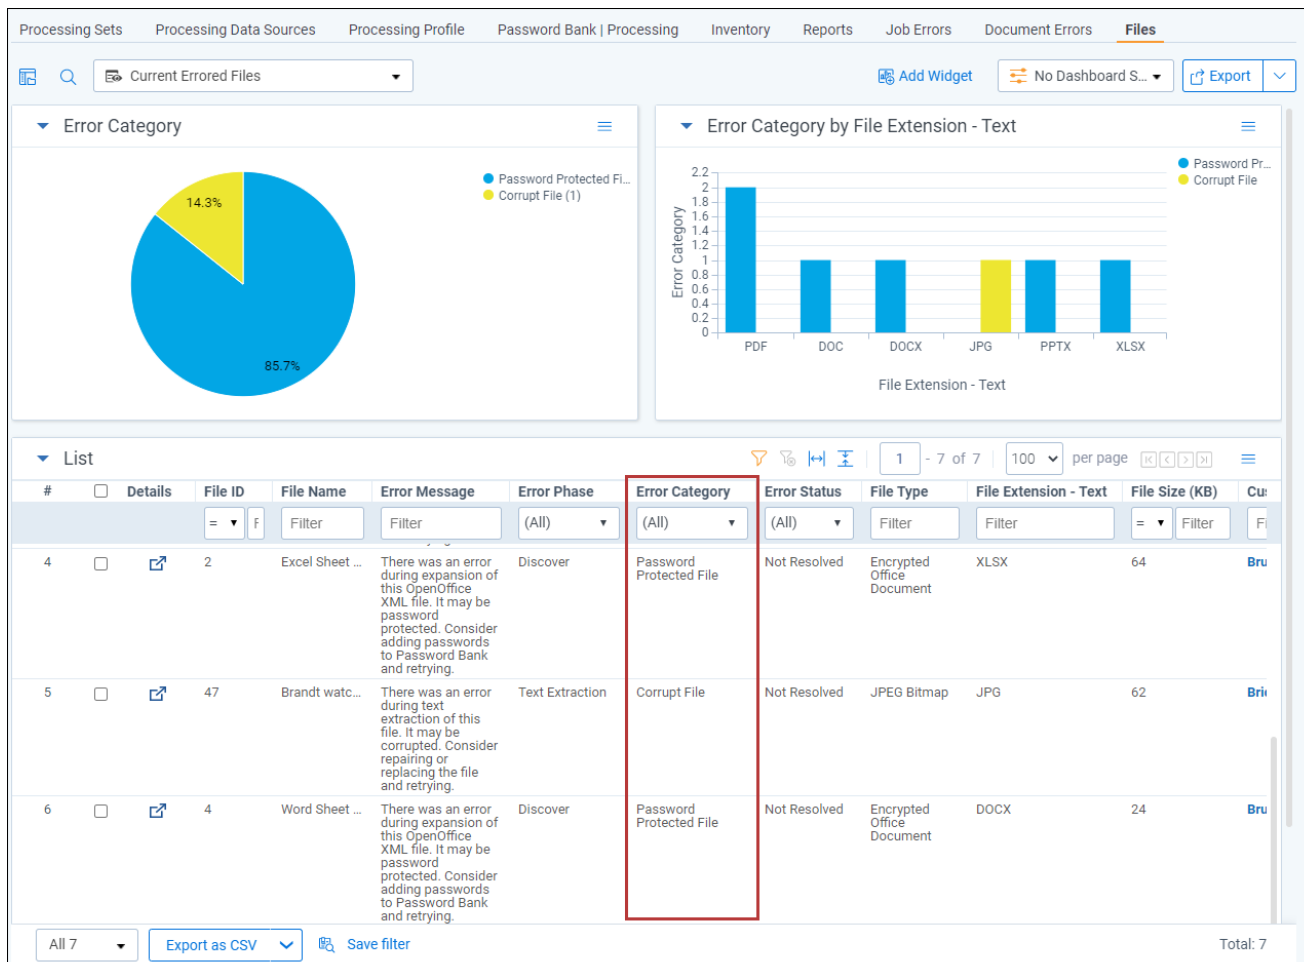 Processing Sets Processing Data Sources Processing Profile Password Bank | Processing Inventory Reports Job Errors Document Errors Files
Current Errored Files Add Widget No Dashboard S... Export
Error Category
Password Protected Fi...
Corrupt File (1)
14.3%
85.7%
Error Category by File Extension - Text
Password Pr...
Corrupt File
2.2
2
1.8
1.6
1.4
1.2
1
0.8
0.6
0.4
0.2
0
Error Category
PDF DOC DOCX JPG PPTX XLSX
File Extension - Text
List 1 - 7 of 7 100 per page
# Details File ID File Name Error Message Error Phase Error Category Error Status File Type File Extension - Text File Size (KB) Cu
= F Filter Filter (All) (All) (All) Filter Filter = Filter Fi
4 2 Excel Sheet ... There was an error Discover Password Not Resolved Encrypted XLSX 64 Bru
during expansion of Protected File Office
this OpenOffice Document
XML file. It may be
password
protected. Consider
adding passwords
to Password Bank
and retrying.
5 47 Brandt watc... There was an error Text Extraction Corrupt File Not Resolved JPEG Bitmap JPG 62 Brie
during text
extraction of this
file. It may be
corrupted. Consider
repairing or
replacing the file
and retrying.
6 4 Word Sheet ... There was an error Discover Password Not Resolved Encrypted DOCX 24 Bru
during expansion of Protected File Office
this OpenOffice Document
XML file. It may be
password
protected. Consider
adding passwords
to Password Bank
and retrying.
All 7 Export as CSV Save filter Total: 7